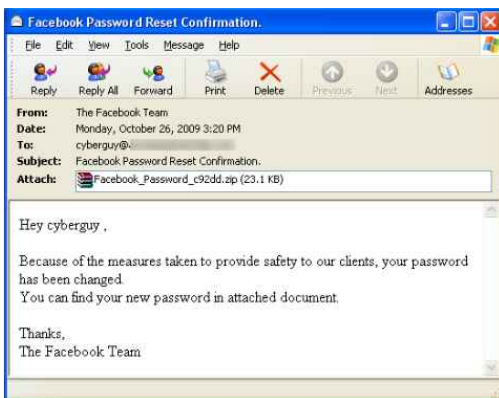 Facebook Password Reset Confirmation.
File Edit View Tools Message Help
Reply Reply All Forward Print Delete Previous Next Addresses
From: The Facebook Team
Date: Monday, October 26, 2009 3:20 PM
To: cyberguy@
Subject: Facebook Password Reset Confirmation.
Attach: Facebook_Password_c92dd.zip (23.1 KB)
Hey cyberguy ,
Because of the measures taken to provide safety to our clients, your password
has been changed.
You can find your new password in attached document.
Thanks,
The Facebook Team